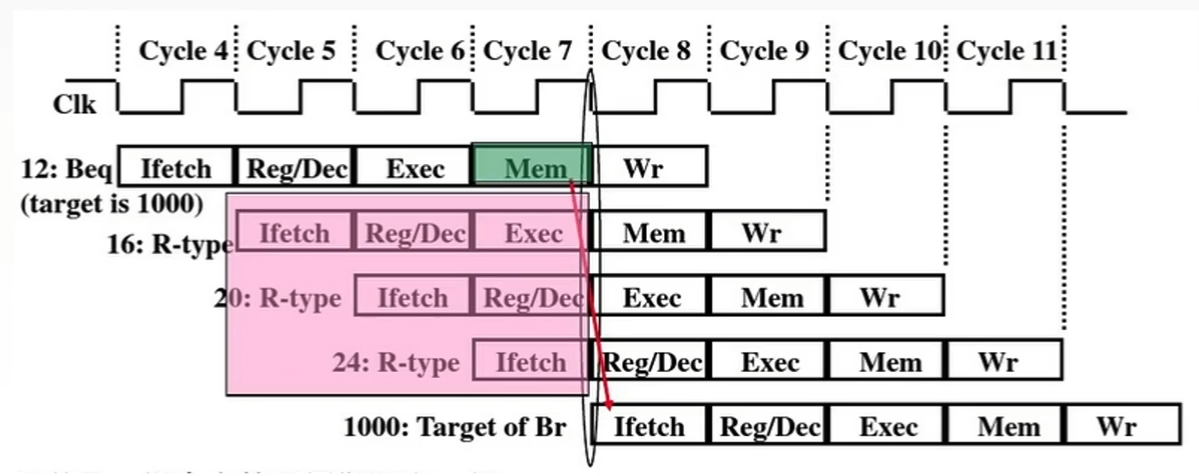 Cycle 4 Cycle 5 Cycle 6 Cycle 7 Cycle 8 Cycle 9 Cycle 10 Cycle 11
Clk
12: Beq Ifetch Reg/Dec Exec Mem Wr
(target is 1000)
16: R-type Ifetch Reg/Dec Exec Mem Wr
20: R-type Ifetch Reg/Dec Exec Mem Wr
24: R-type Ifetch Reg/Dec Exec Mem Wr
1000: Target of Br Ifetch Reg/Dec Exec Mem Wr